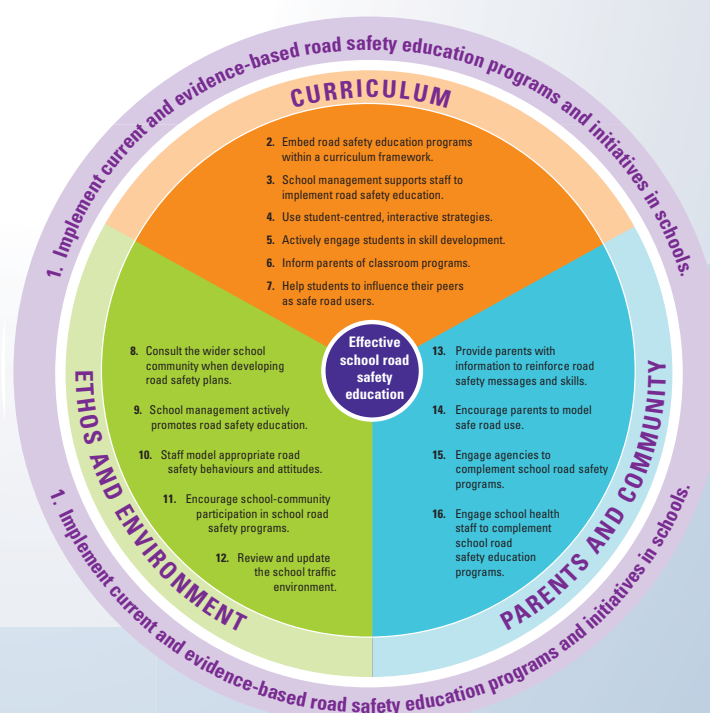 1. Implement current and evidence-based road safety education programs and initiatives in schools.
CURRICULUM
2. Embed road safety education programs
within a curriculum framework.
3. School management supports staff to
implement road safety education.
4. Use student-centred, interactive strategies.
5. Actively engage students in skill development.
6. Inform parents of classroom programs.
7. Help students to influence their peers
as safe road users.
Effective
school road
safety
education
ETHOS AND ENVIRONMENT
8. Consult the wider school
community when developing
road safety plans.
9. School management actively
promotes road safety education.
10. Staff model appropriate road
safety behaviours and attitudes.
11. Encourage school-community
participation in school road
safety programs.
12. Review and update
the school traffic
environment.
PARENTS AND COMMUNITY
13. Provide parents with
information to reinforce road
safety messages and skills.
14. Encourage parents to model
safe road use.
15. Engage agencies to
complement school road safety
programs.
16. Engage school health
staff to complement
school road
safety education
programs.
1. Implement current and evidence-based road safety education programs and initiatives in schools.